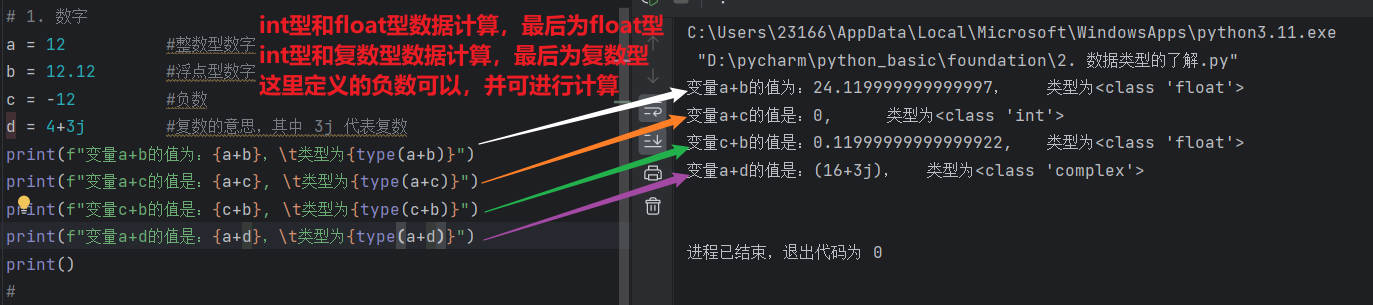 # 1. 数字
a = 12 #整数型数字
b = 12.12 #浮点型数字
c = -12 #负数
d = 4+3j #复数的意思,其中 3j 代表复数
print(f"变量a+b的值为: {a+b}, \t类型为{type(a+b)}")
print(f"变量a+c的值是: {a+c}, \t类型为{type(a+c)}")
print(f"变量c+b的值是: {c+b}, \t类型为{type(c+b)}")
print(f"变量a+d的值是: {a+d}, \t类型为{type(a+d)}")
print()
#
int型和float型数据计算，最后为float型
int型和复数型数据计算，最后为复数型
这里定义的负数可以，并可进行计算
C:\Users\23166\AppData\Local\Microsoft\WindowsApps\python3.11.exe
"D:\pycharm\python_basic\foundation\2. 数据类型的了解.py"
变量a+b的值为: 24.119999999999997, 类型为<class 'float'>
变量a+c的值是: 0, 类型为<class 'int'>
变量c+b的值是: 0.11999999999999922, 类型为<class 'float'>
变量a+d的值是: (16+3j), 类型为<class 'complex'>
进程已结束，退出代码为 0